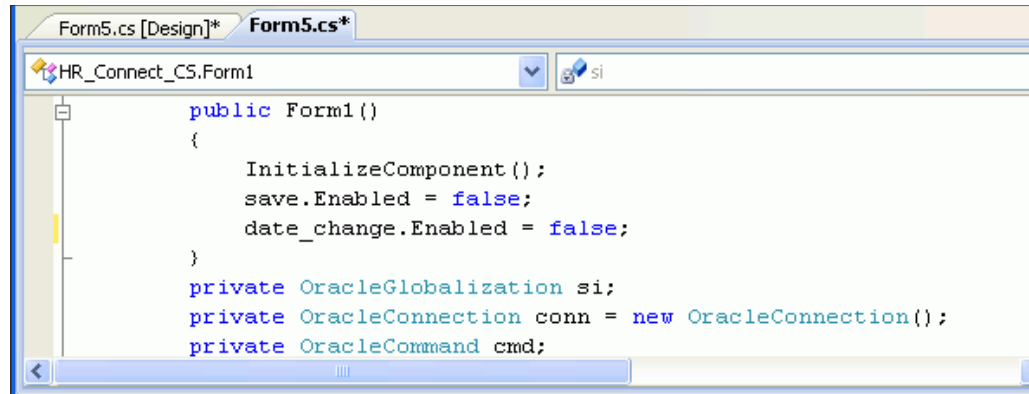 Form5.cs [Design]* Form5.cs*
HR_Connect_CS.Form1 si
public Form1()
{
InitializeComponent();
save.Enabled = false;
date_change.Enabled = false;
}
private OracleGlobalization si;
private OracleConnection conn = new OracleConnection();
private OracleCommand cmd;